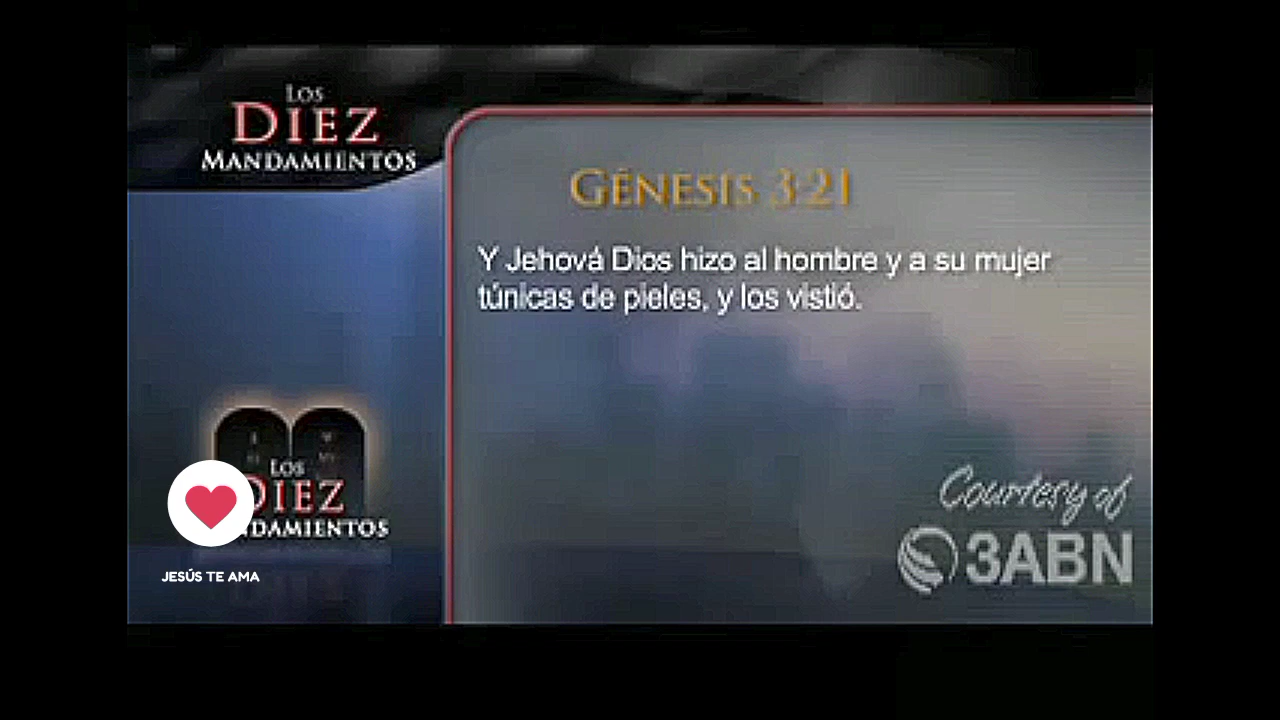 LOS
DIEZ
MANDAMIENTOS
GÉNESIS 3:21
Y Jehová Dios hizo al hombre y a su mujer
túnicas de pieles, y los vistió.
LOS
DIEZ
NDAMIENTOS
JESÚS TE AMA
Courtesy of
3ABN